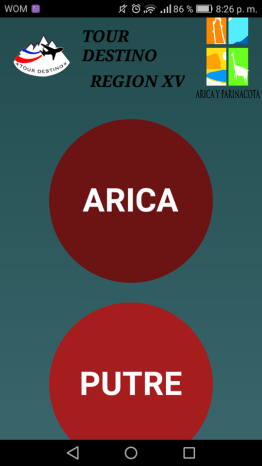 WOM 86 % 8:26 p. m.
TOUR
DESTINO
REGION XV
TOUR DESTINO
ARICA Y PARINACOTA
ARICA
PUTRE